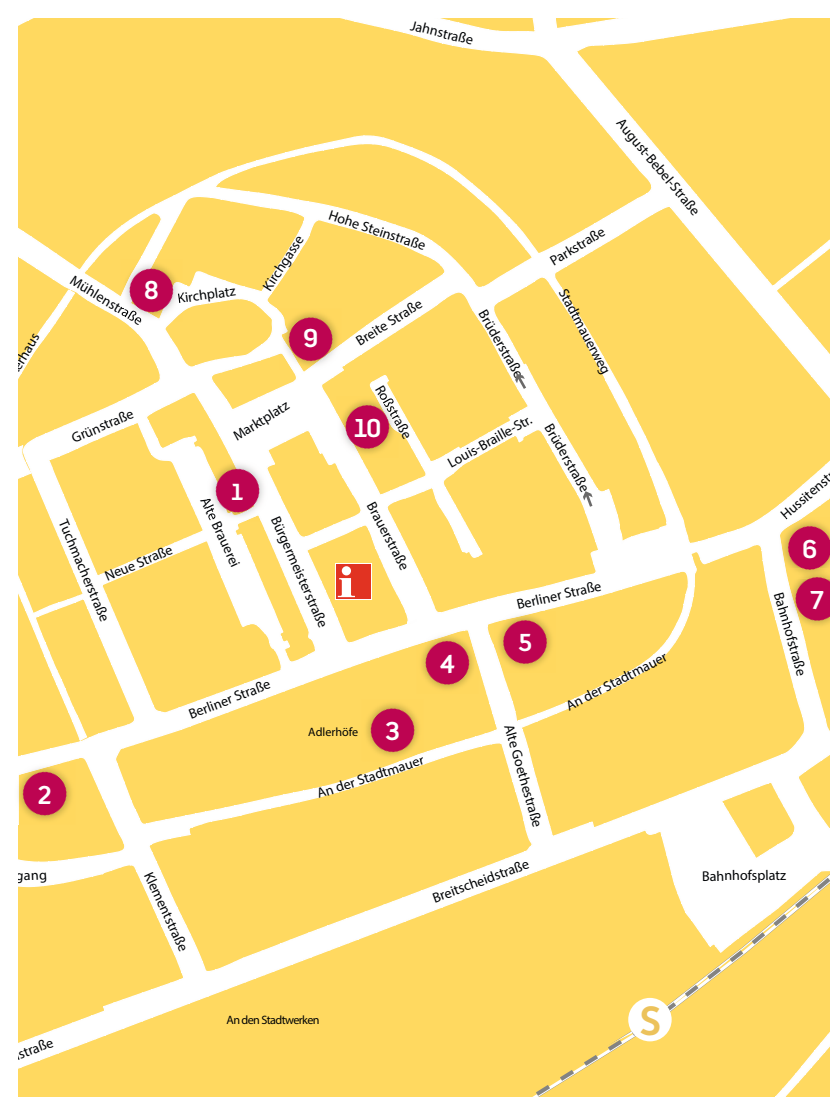 Jahnstraße
August-Bebel-Straße
Hohe Steinstraße
Parkstraße
Kirchgasse
Mühlenstraße
8
Kirchplatz
Stadtmauerweg
Breite Straße
Brüderstraße
9
erhaus
Roßstraße
Marktplatz
Grünstraße
10
Louis-Braille-Str.
Brüderstraße
1
Alte Brauerei
Hussitenst
Brauerstraße
Bürgermeisterstraße
Tuchmacherstraße
Neue Straße
6
i
Berliner Straße
7
Bahnhofstraße
5
4
An der Stadtmauer
Berliner Straße
3
Adlerhöfe
An der Stadtmauer
Alte Goethestraße
2
gang
Klementstraße
Breitscheidstraße
Bahnhofsplatz
An den Stadtwerken
S
straße